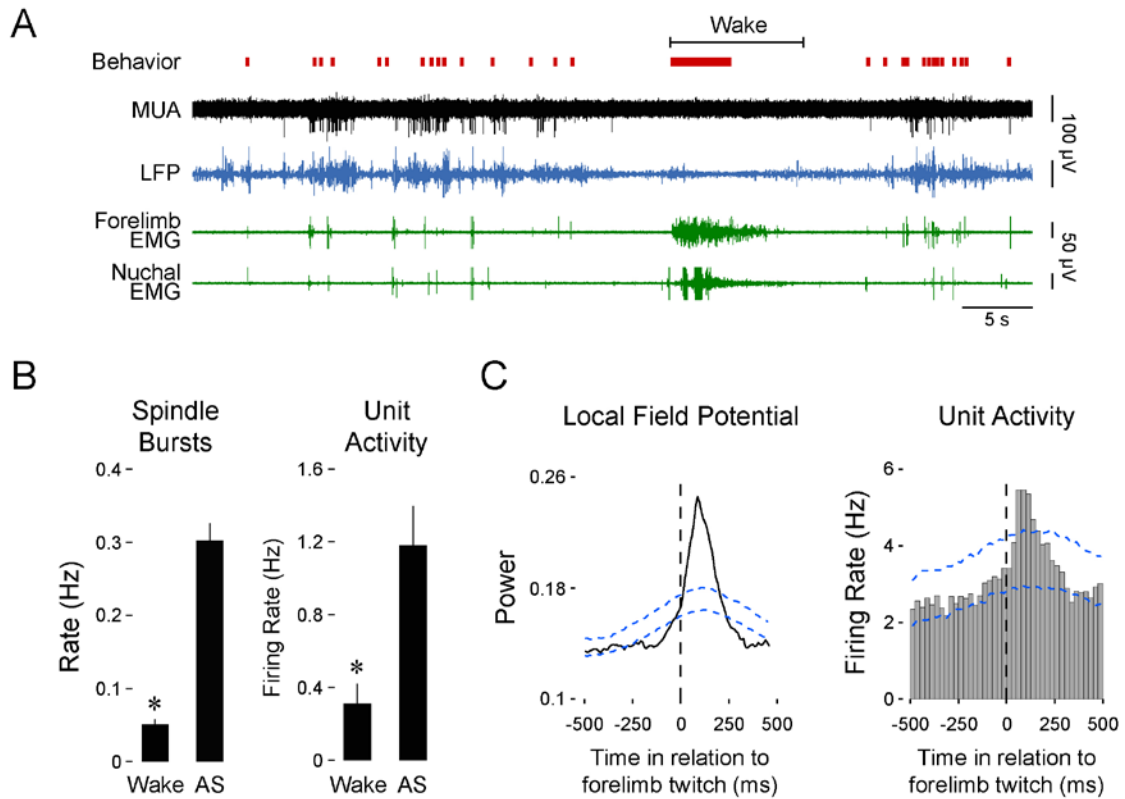 A
Wake
Behavior
MUA
100 µV
LFP
Forelimb
EMG
50 µV
Nuchal
EMG
5 s
B
C
Spindle
Bursts
Unit
Activity
Local Field Potential
Unit Activity
Rate (Hz)
0.4
0.3
0.2
0.1
0
*
Wake AS
Firing Rate (Hz)
1.6
1.2
0.8
0.4
0
*
Wake AS
Power
0.26
0.18
0.1
-500 -250 0 250 500
Time in relation to
forelimb twitch (ms)
Firing Rate (Hz)
6
4
2
0
-500 -250 0 250 500
Time in relation to
forelimb twitch (ms)